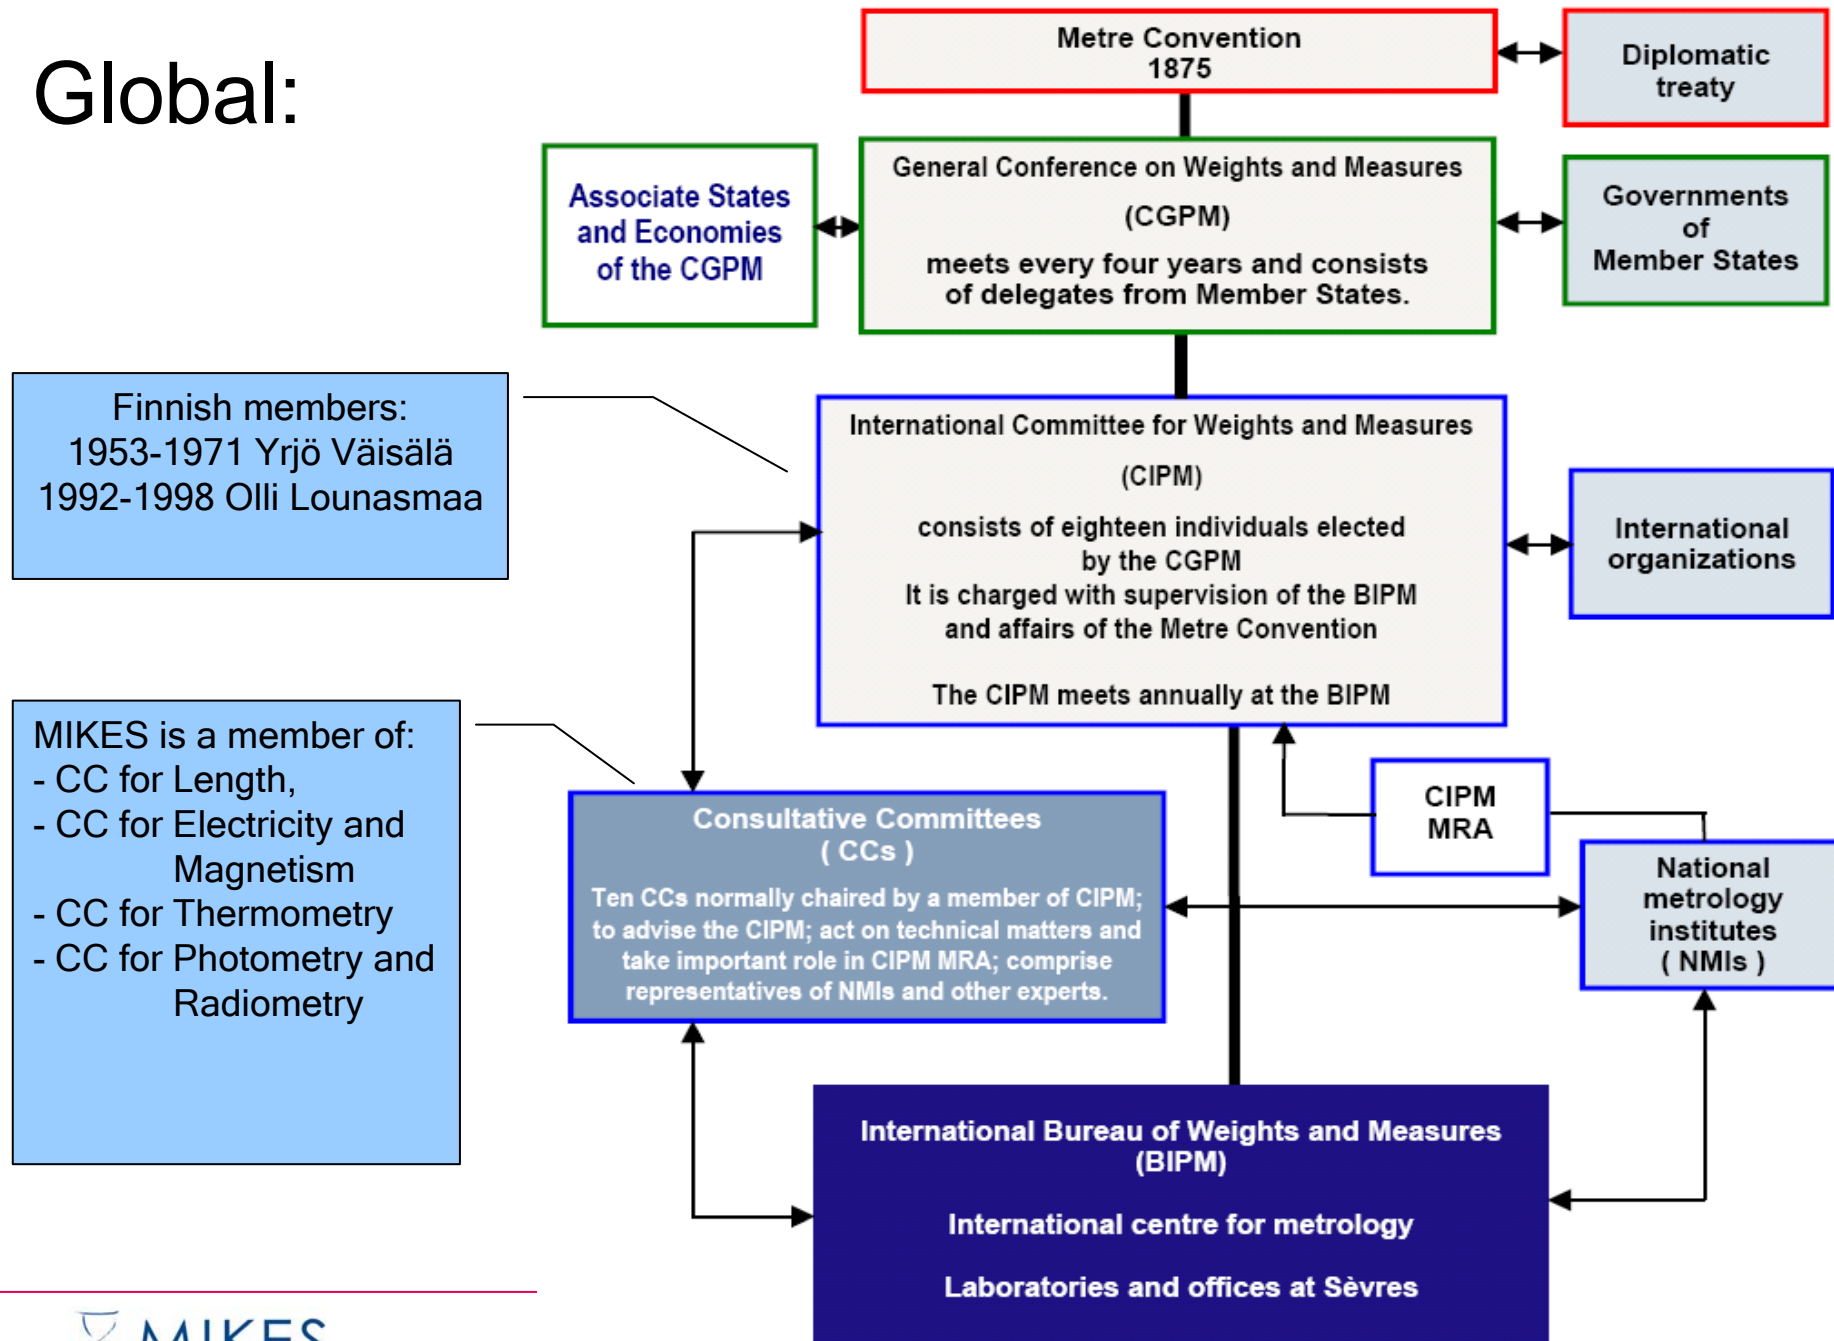 Global:
Metre Convention
1875
Diplomatic
treaty
Associate States
and Economies
of the CGPM
General Conference on Weights and Measures
(CGPM)
meets every four years and consists
of delegates from Member States.
Governments
of
Member States
Finnish members:
1953-1971 Yrjö Väisälä
1992-1998 Olli Lounasmaa
International Committee for Weights and Measures
(CIPM)
consists of eighteen individuals elected
by the CGPM
It is charged with supervision of the BIPM
and affairs of the Metre Convention
The CIPM meets annually at the BIPM
International
organizations
MIKES is a member of:
- CC for Length,
- CC for Electricity and
Magnetism
- CC for Thermometry
- CC for Photometry and
Radiometry
Consultative Committees
( CCs )
Ten CCs normally chaired by a member of CIPM;
to advise the CIPM; act on technical matters and
take important role in CIPM MRA; comprise
representatives of NMIs and other experts.
CIPM
MRA
National
metrology
institutes
( NMIs )
International Bureau of Weights and Measures
(BIPM)
International centre for metrology
Laboratories and offices at Sèvres
MIKES